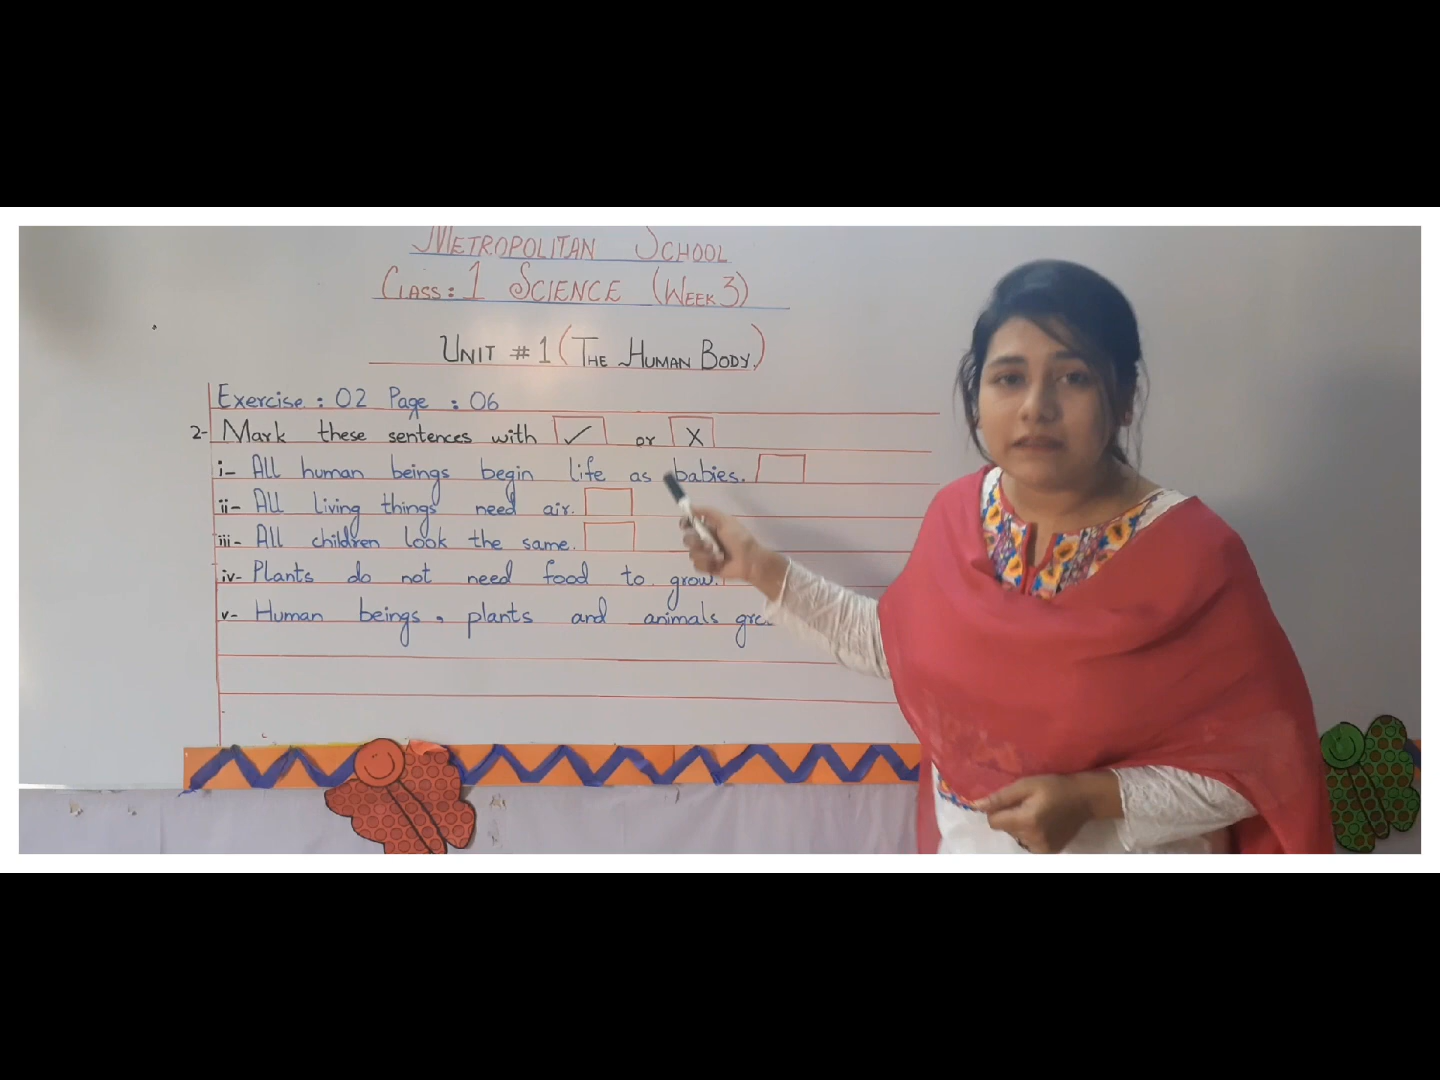 METROPOLITAN SCHOOL
CLASS: 1 SCIENCE (WEEK 3)
UNIT # 1 (THE HUMAN BODY)
Exercise : 02 Page : 06
2- Mark these sentences with ✓ or X
i- All human beings begin life as babies.
ii- All living things need air.
iii- All children look the same.
iv- Plants do not need food to grow.
v- Human beings, plants and animals